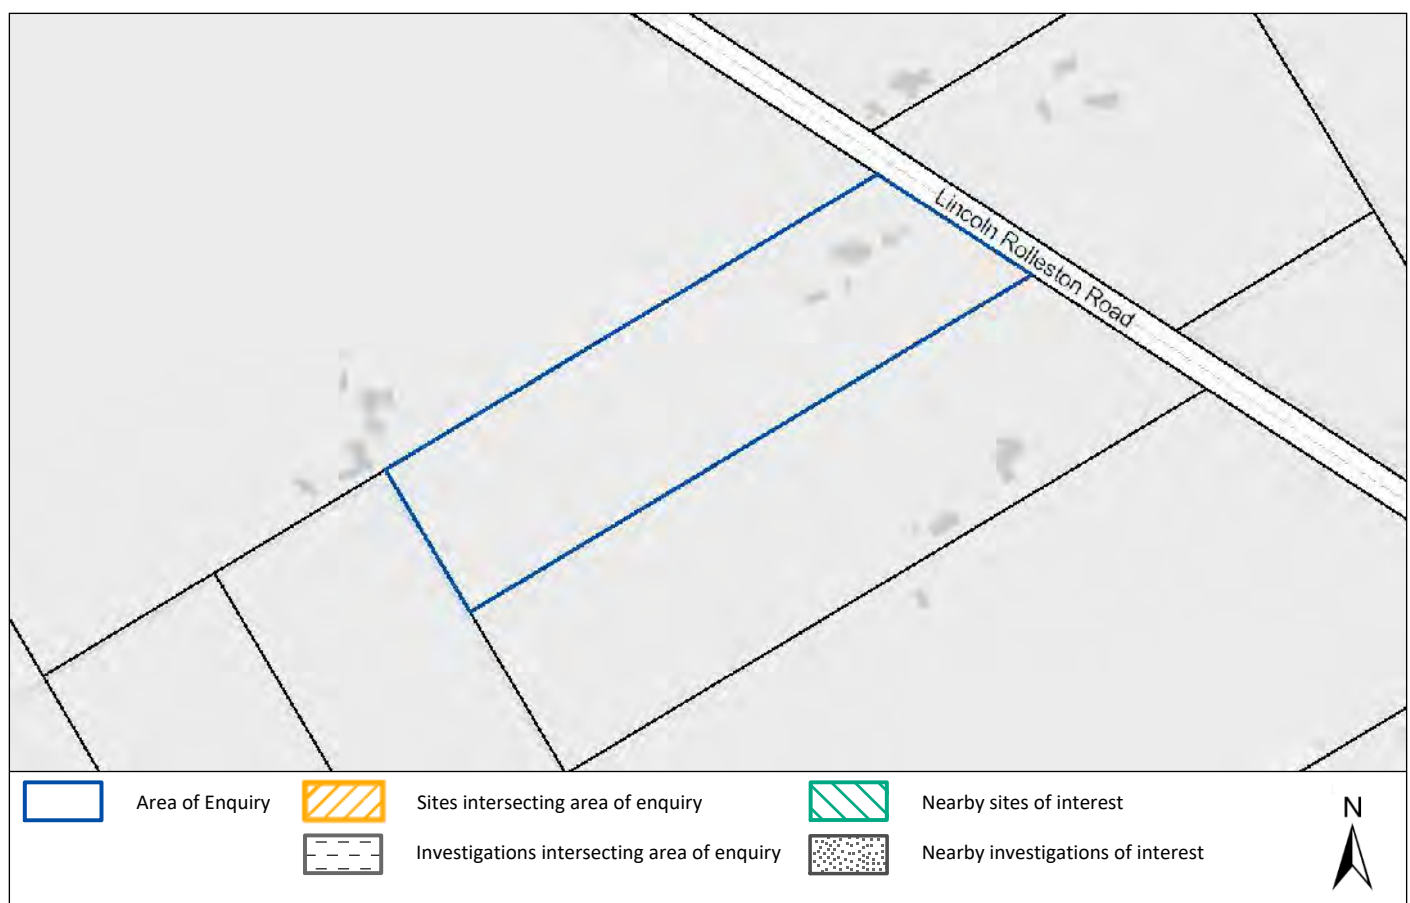 Lincoln Rolleston Road
Area of Enquiry
Sites intersecting area of enquiry
Nearby sites of interest
N
Investigations intersecting area of enquiry
Nearby investigations of interest